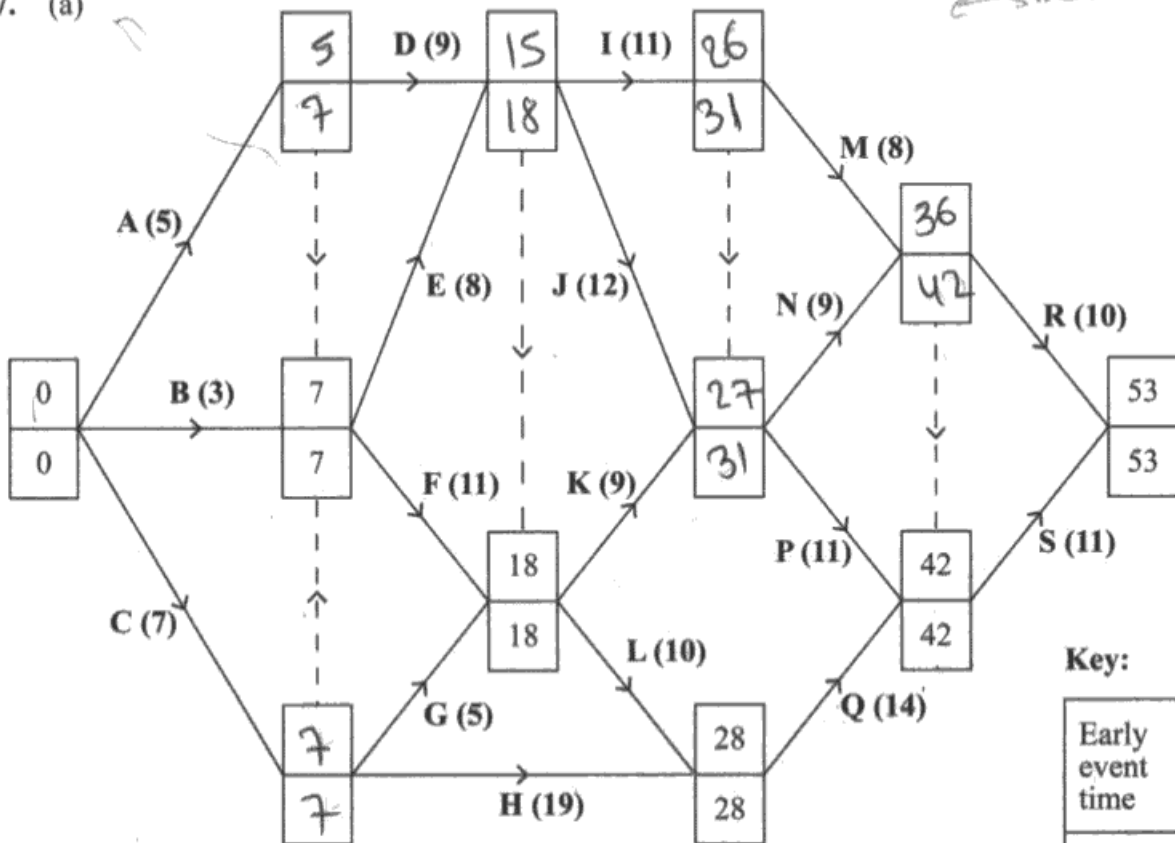 7. (a)
5
D (9)
15
I (11)
26
7
18
31
M (8)
36
A (5)
E (8)
J (12)
N (9)
42
R (10)
0
B (3)
7
27
53
0
7
31
53
F (11)
K (9)
18
P (11)
42
S (11)
C (7)
18
L (10)
42
Key:
G (5)
Q (14)
7
28
Early
event
time
7
H (19)
28